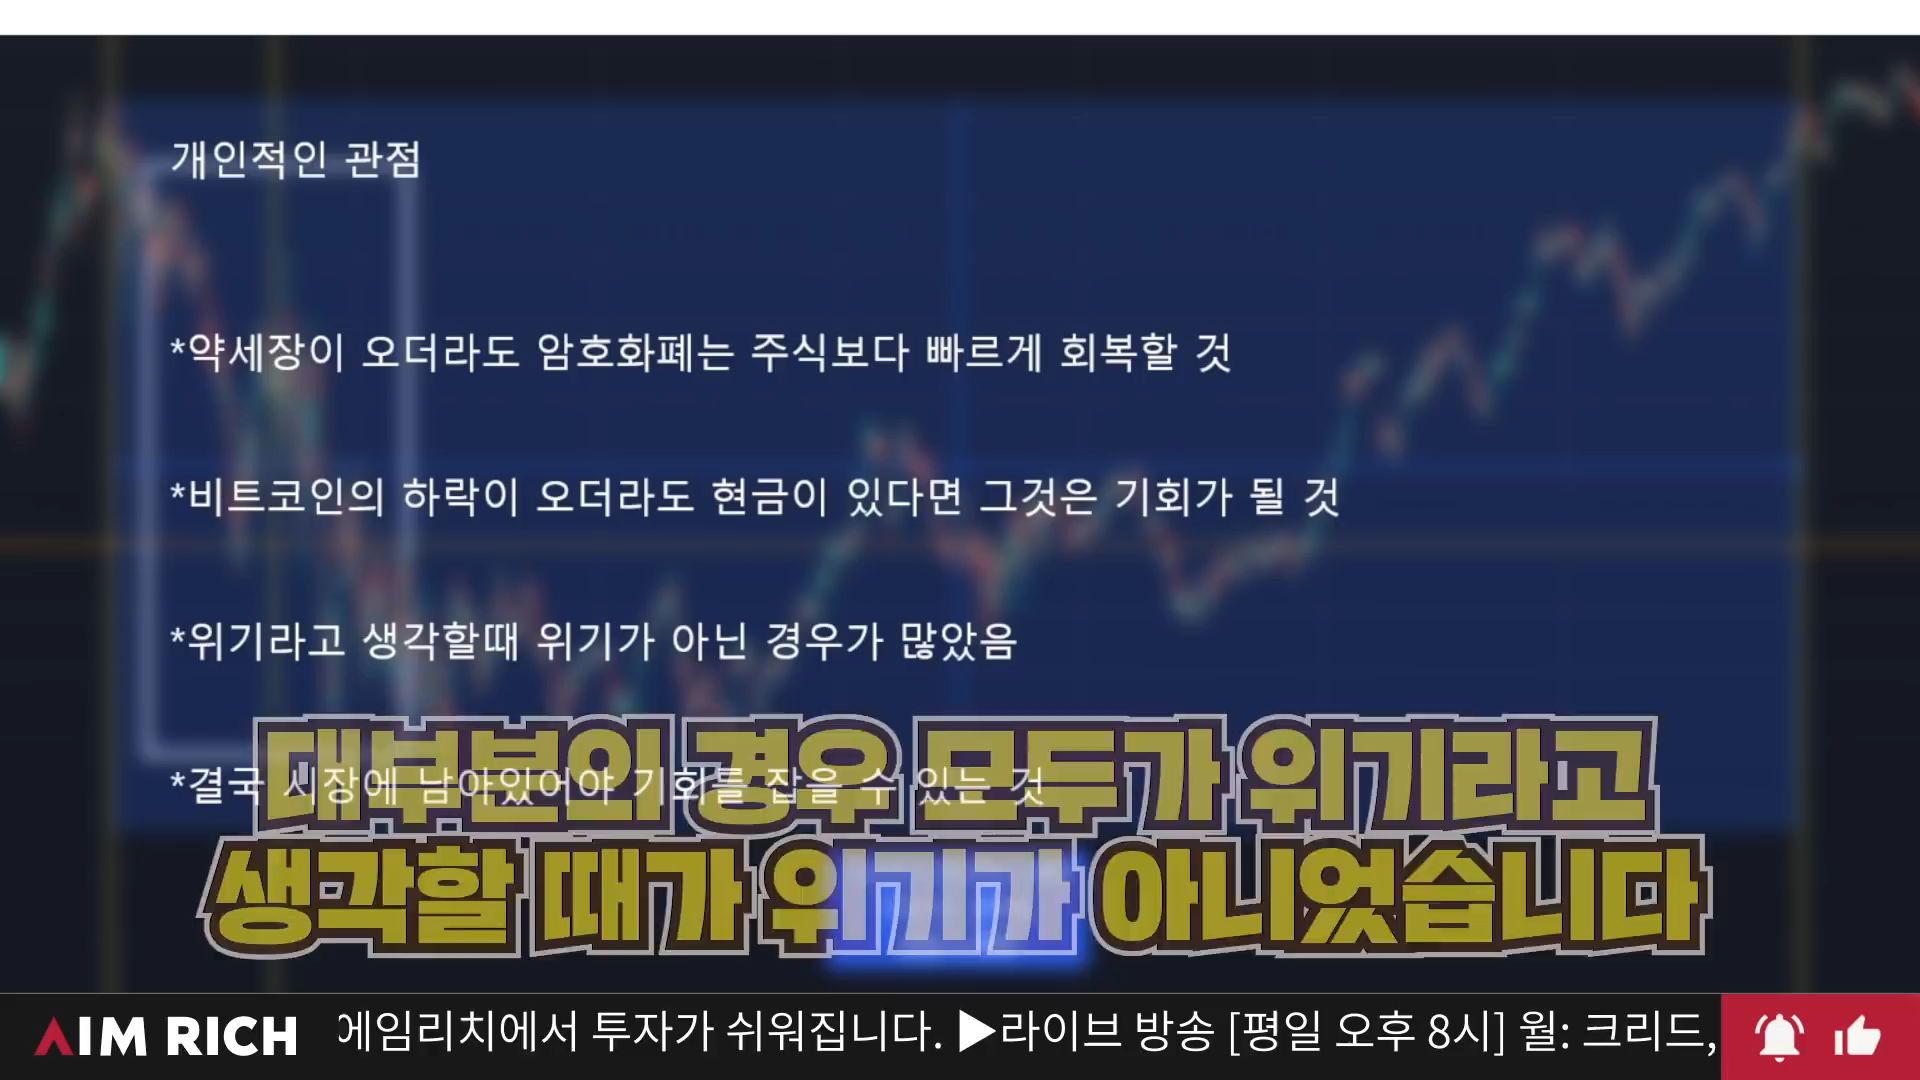 개인적인 관점
*약세장이 오더라도 암호화폐는 주식보다 빠르게 회복할 것
*비트코인의 하락이 오더라도 현금이 있다면 그것은 기회가 될 것
*위기라고 생각할때 위기가 아닌 경우가 많았음
*결국 시장에 남아있어야 기회를 잡을 수 있는 것
대부분의 경우 모두가 위기라고
생각할 때가 위기가 아니었습니다
AIM RICH 에임리치에서 투자가 쉬워집니다. ▶라이브 방송 [평일 오후 8시] 월: 크리드,